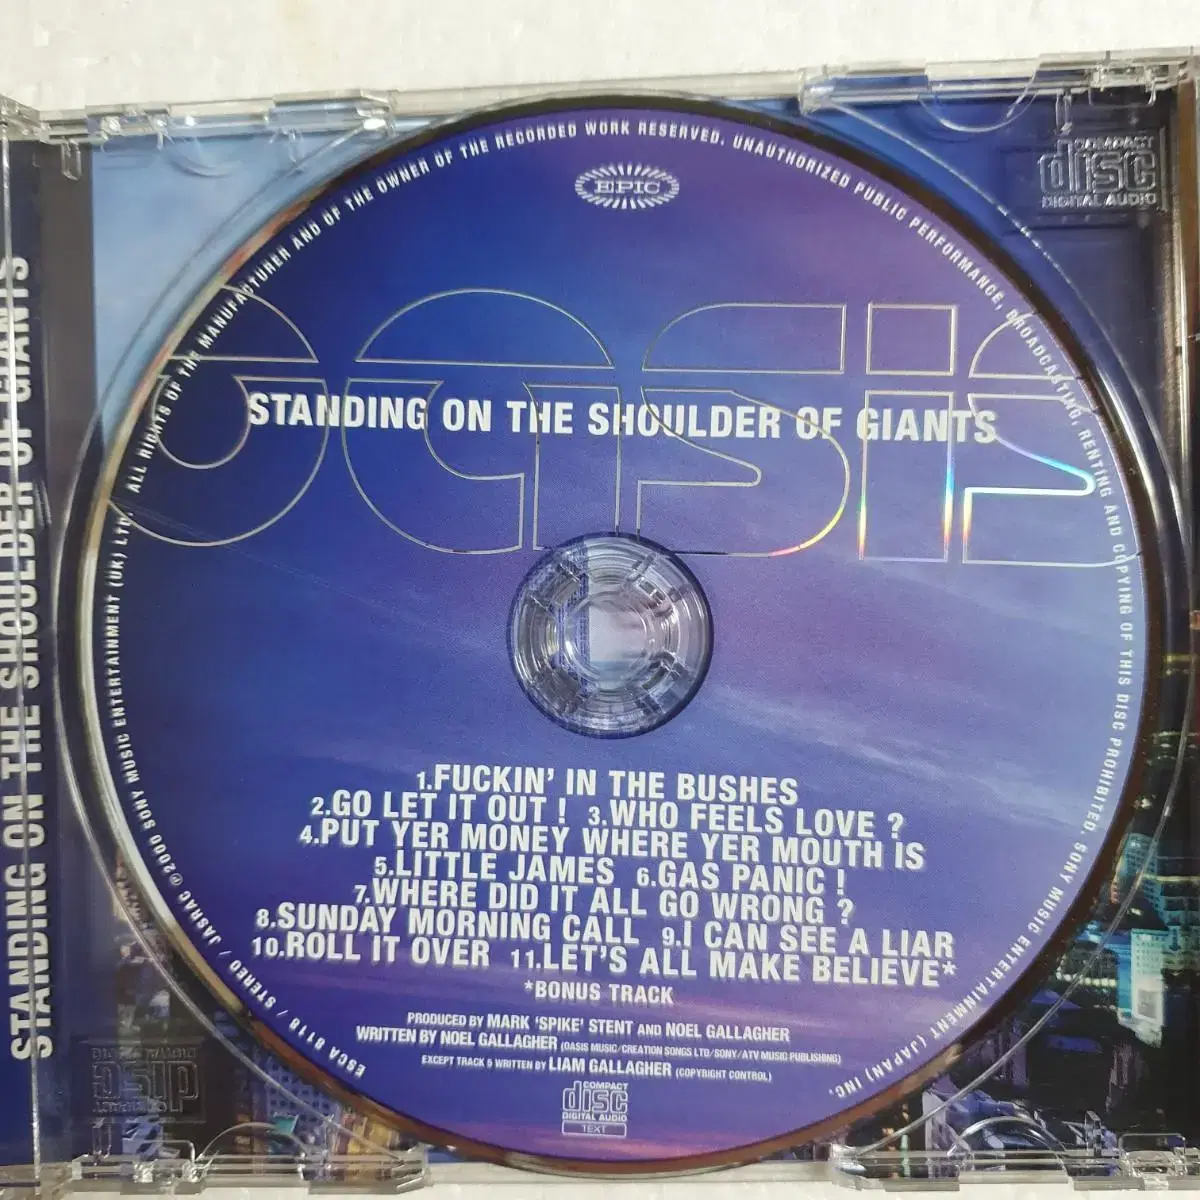 STANDING ON THE SHOULDER OF GIANTS
COMPACT
disc
DIGITAL AUDIO
ALL RIGHTS OF THE MANUFACTURER AND OF THE OWNER OF THE RECORDED WORK RESERVED. UNAUTHORIZED PUBLIC PERFORMANCE, BROADCASTING, RENTING AND COPYING OF THIS DISC PROHIBITED. SONY MUSIC ENTERTAINMENT (JAPAN) INC.
EPIC
oasis
STANDING ON THE SHOULDER OF GIANTS
1.FUCKIN' IN THE BUSHES
2.GO LET IT OUT ! 3.WHO FEELS LOVE ?
4.PUT YER MONEY WHERE YER MOUTH IS
5.LITTLE JAMES 6.GAS PANIC !
7.WHERE DID IT ALL GO WRONG ?
8.SUNDAY MORNING CALL 9.I CAN SEE A LIAR
10.ROLL IT OVER 11.LET'S ALL MAKE BELIEVE*
*BONUS TRACK
PRODUCED BY MARK 'SPIKE' STENT AND NOEL GALLAGHER
WRITTEN BY NOEL GALLAGHER (OASIS MUSIC/CREATION SONGS LTD/SONY/ATV MUSIC PUBLISHING)
EXCEPT TRACK 5 WRITTEN BY LIAM GALLAGHER (COPYRIGHT CONTROL)
COMPACT
disc
DIGITAL AUDIO
TEXT
ESCA 8118 / STEREO / JASRAC ℗2000 SONY MUSIC ENTERTAINMENT (UK) LTD.
disc